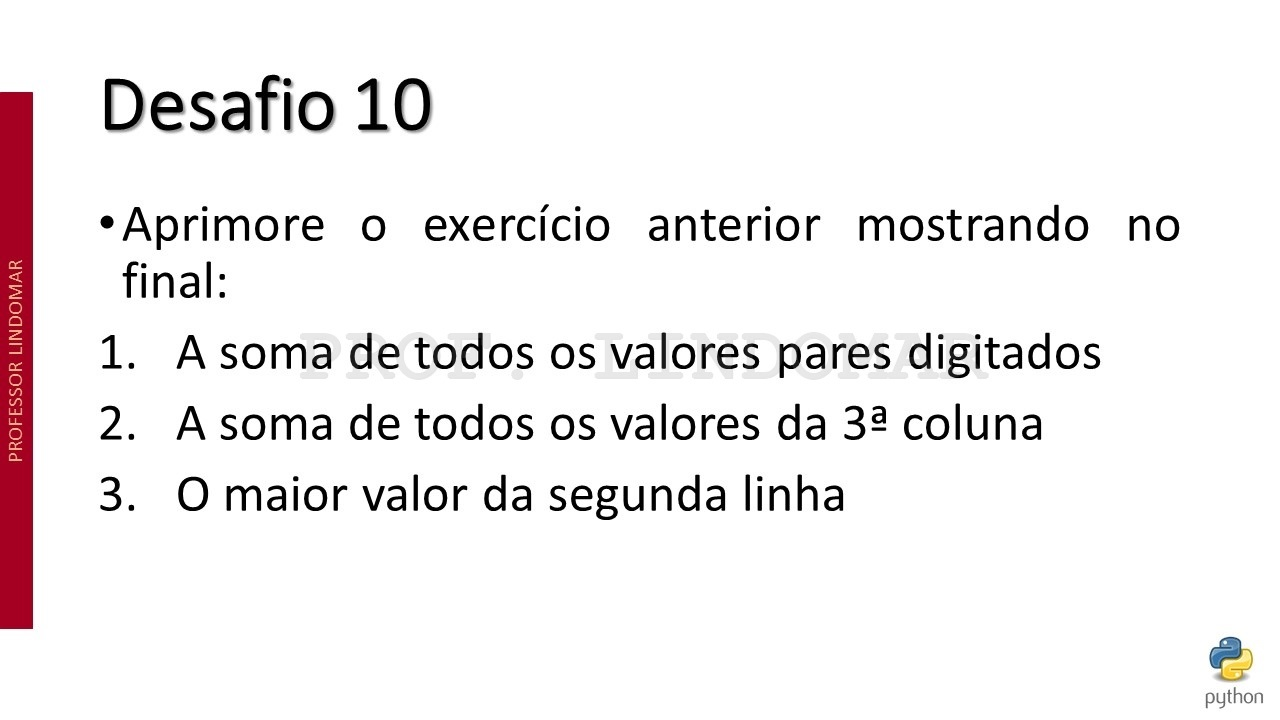 Desafio 10
PROFESSOR LINDOMAR
•Aprimore o exercício anterior mostrando no
final:
1. A soma de todos os valores pares digitados
PROF. LINDOMAR
2. A soma de todos os valores da 3ª coluna
3. O maior valor da segunda linha
python